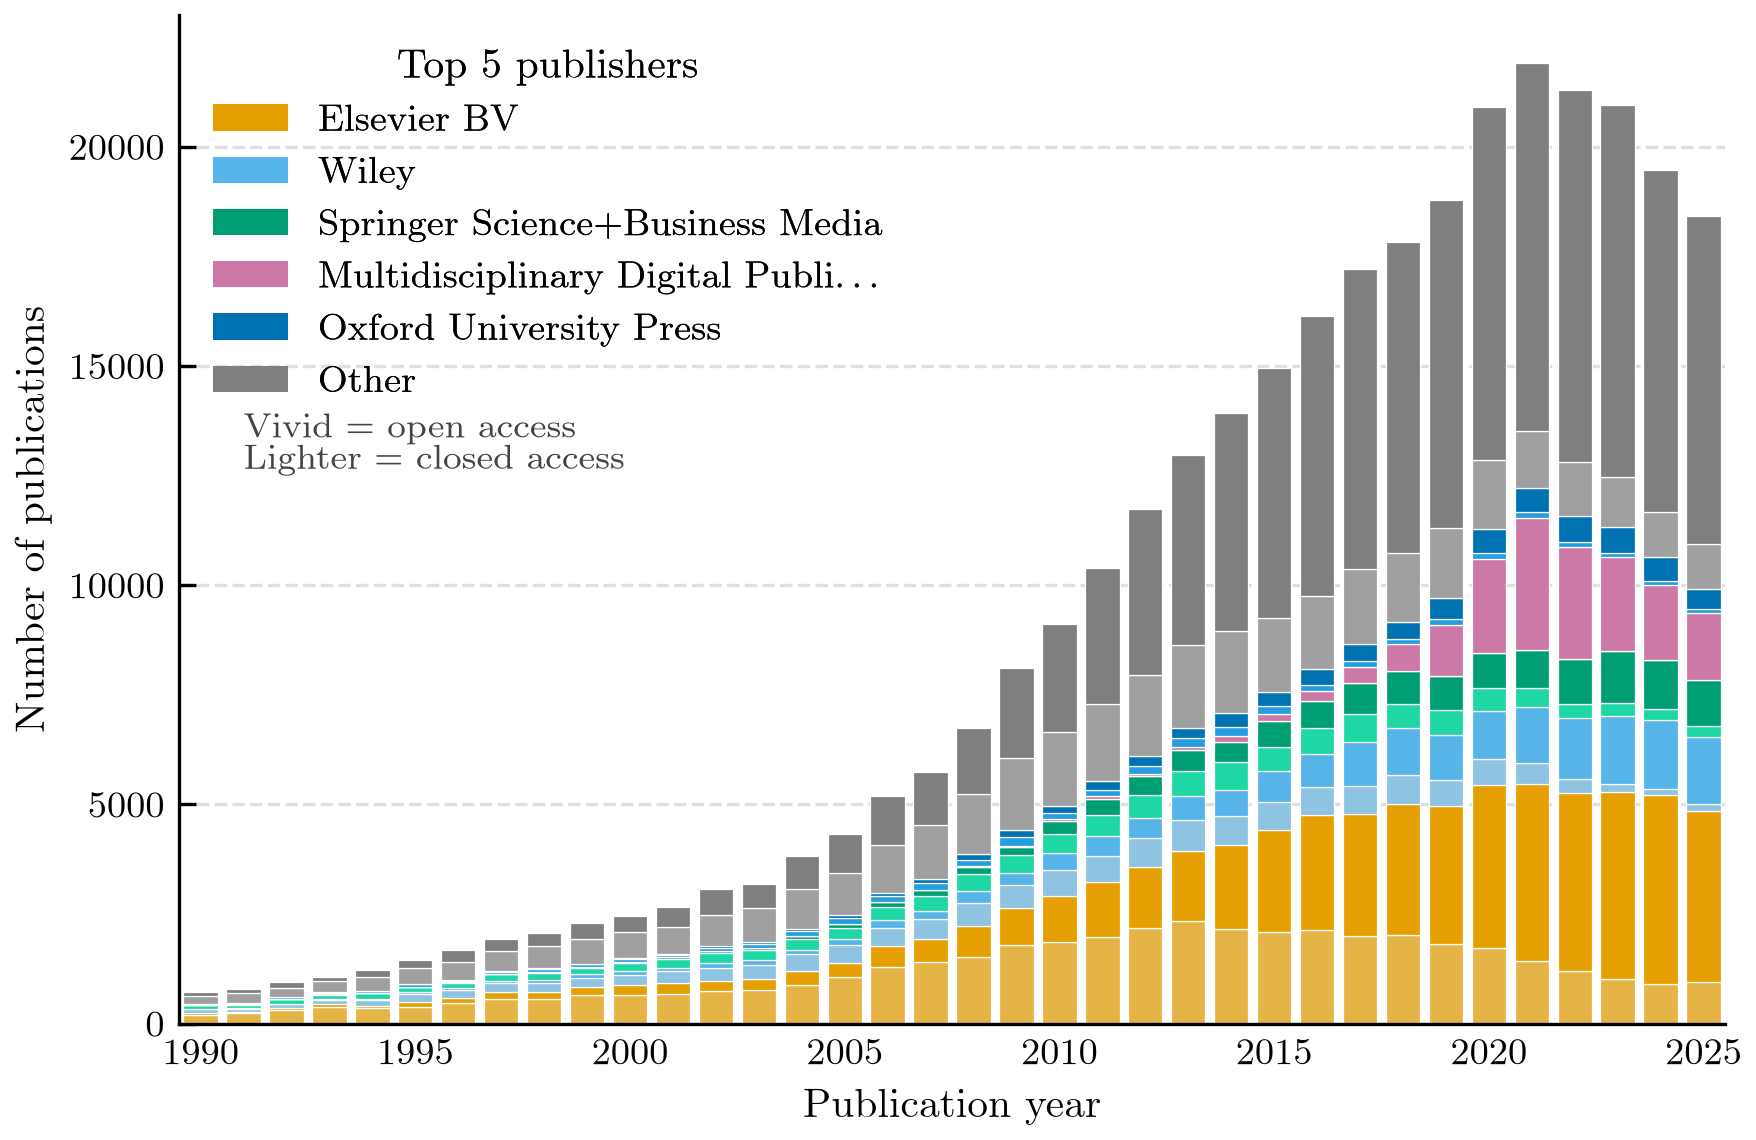 Top 5 publishers
Elsevier BV
Wiley
Springer Science+Business Media
Multidisciplinary Digital Publi...
Oxford University Press
Other
Vivid = open access
Lighter = closed access
Number of publications
20000
15000
10000
5000
0
1990 1995 2000 2005 2010 2015 2020 2025
Publication year